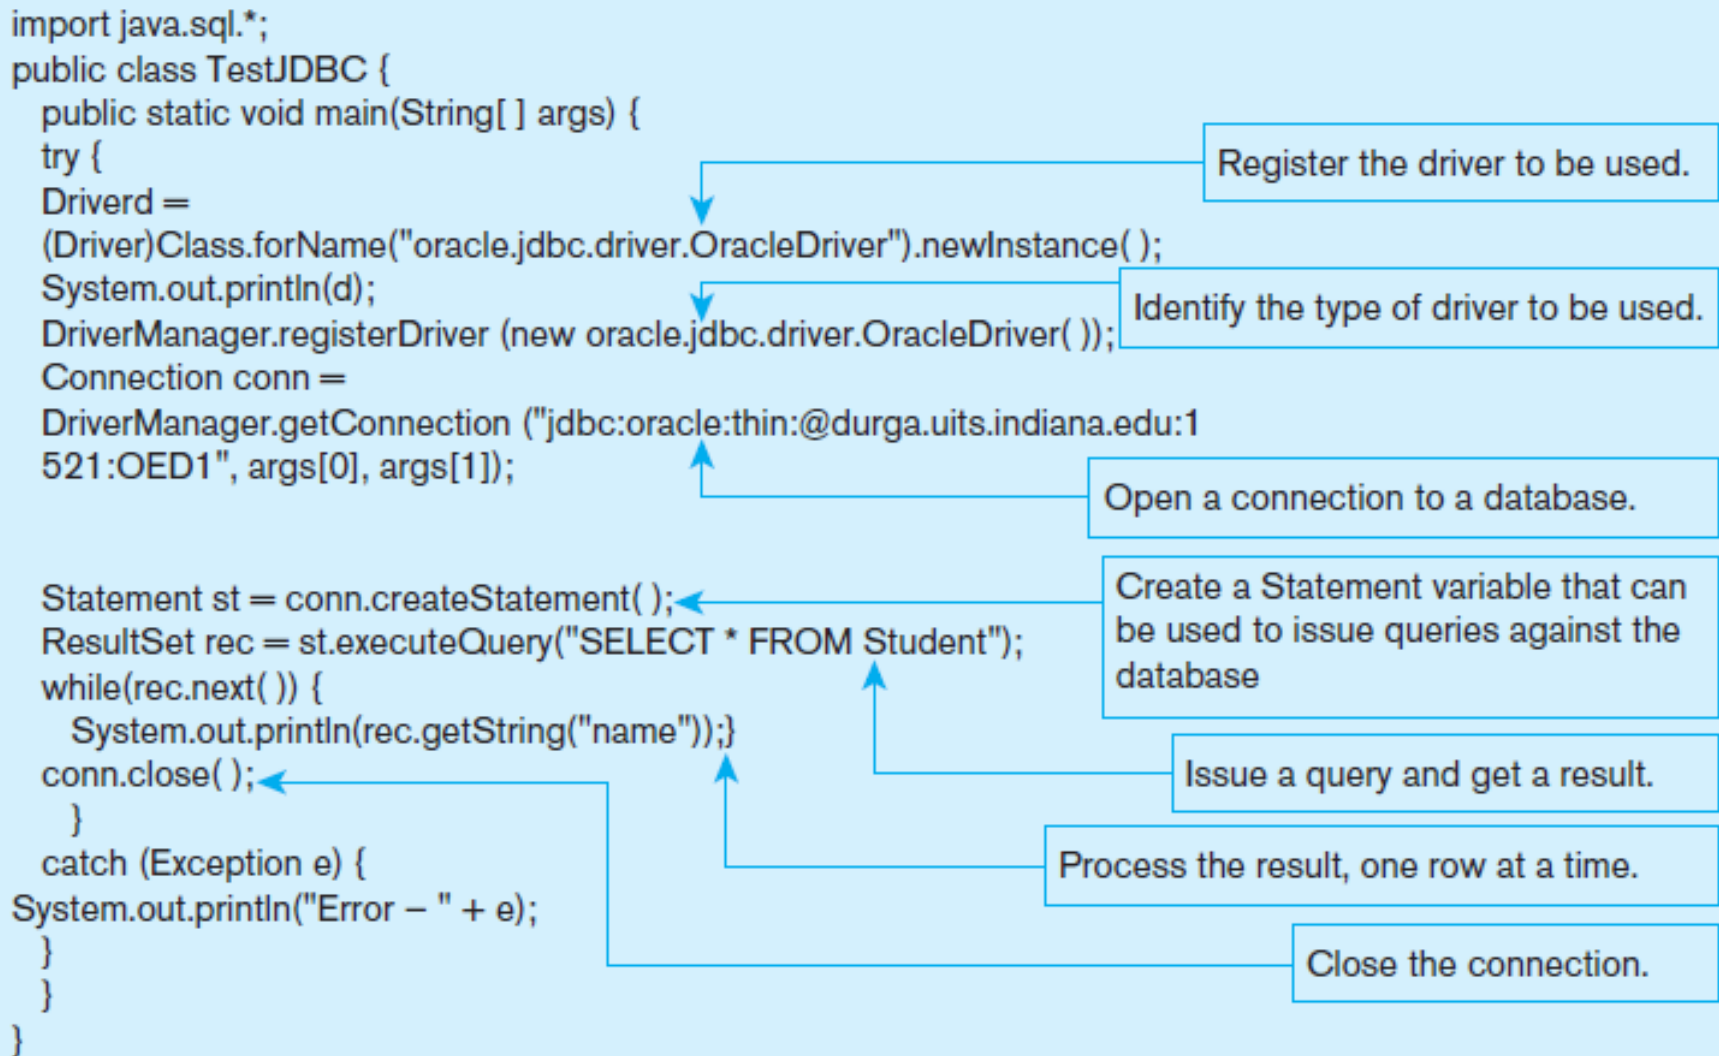 import java.sql.*;
public class TestJDBC {
public static void main(String[ ] args) {
try {
Register the driver to be used.
Driverd =
(Driver)Class.forName("oracle.jdbc.driver.OracleDriver").newInstance( );
System.out.println(d);
Identify the type of driver to be used.
DriverManager.registerDriver (new oracle.jdbc.driver.OracleDriver( ));
Connection conn =
DriverManager.getConnection ("jdbc:oracle:thin:@durga.uits.indiana.edu:1
521:OED1", args[0], args[1]);
Open a connection to a database.
Statement st = conn.createStatement( );
Create a Statement variable that can
be used to issue queries against the
database
ResultSet rec = st.executeQuery("SELECT * FROM Student");
while(rec.next( )) {
System.out.println(rec.getString("name"));}
Issue a query and get a result.
conn.close( );
}
Process the result, one row at a time.
catch (Exception e) {
System.out.println("Error – " + e);
}
Close the connection.
}
}